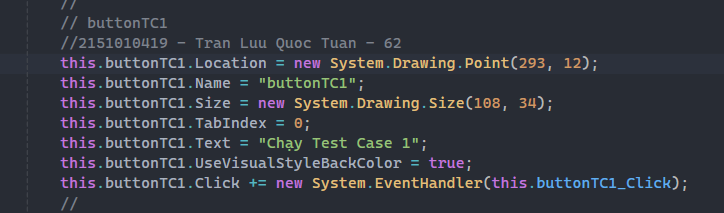 //
// buttonTC1
//2151010419 - Tran Luu Quoc Tuan - 62
this.buttonTC1.Location = new System.Drawing.Point(293, 12);
this.buttonTC1.Name = "buttonTC1";
this.buttonTC1.Size = new System.Drawing.Size(108, 34);
this.buttonTC1.TabIndex = 0;
this.buttonTC1.Text = "Chạy Test Case 1";
this.buttonTC1.UseVisualStyleBackColor = true;
this.buttonTC1.Click += new System.EventHandler(this.buttonTC1_Click);
//